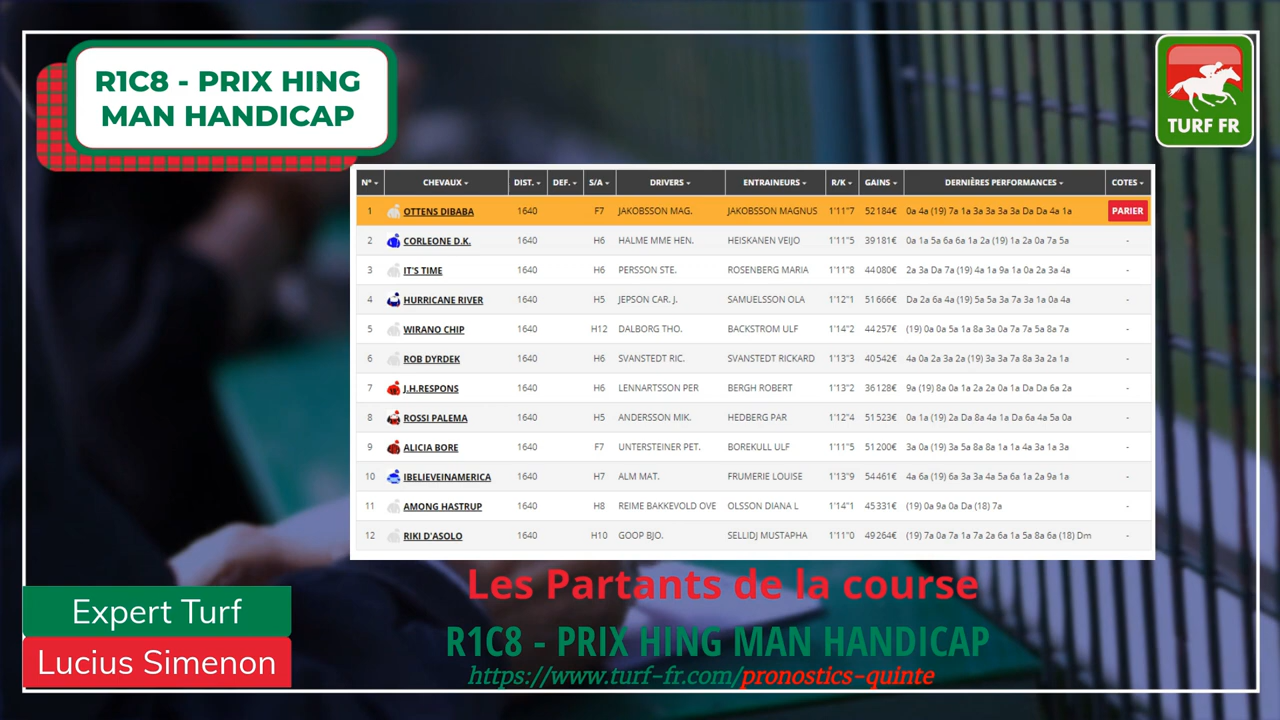 R1C8 - PRIX HING
MAN HANDICAP
TURF FR
N° CHEVAUX DIST. DEF. S/A DRIVERS ENTRAINEURS R/K GAINS DERNIÈRES PERFORMANCES COTES
1 OTTENS DIBABA 1640 F7 JAKOBSSON MAG. JAKOBSSON MAGNUS 1'11"7 52184€ 0a 4a (19) 7a 1a 3a 3a 3a 3a Da Da 4a 1a PARIER
2 CORLEONE D.K. 1640 H6 HALME MME HEN. HEISKANEN VEIJO 1'11"5 39181€ 0a 1a 5a 6a 6a 1a 2a (19) 1a 2a 0a 7a 5a -
3 IT'S TIME 1640 H6 PERSSON STE. ROSENBERG MARIA 1'11"8 44080€ 2a 3a Da 7a (19) 4a 1a 9a 1a 0a 2a 3a 4a -
4 HURRICANE RIVER 1640 H5 JEPSON CAR. J. SAMUELSSON OLA 1'12"1 51666€ Da 2a 6a 4a (19) 5a 5a 3a 7a 3a 1a 0a 4a -
5 WIRANO CHIP 1640 H12 DALBORG THO. BACKSTROM ULF 1'14"2 44257€ (19) 0a 0a 5a 1a 8a 3a 0a 7a 7a 5a 8a 7a -
6 ROB DYRDEK 1640 H6 SVANSTEDT RIC. SVANSTEDT RICKARD 1'13"3 40542€ 4a 0a 2a 3a 2a (19) 3a 3a 7a 8a 3a 2a 1a -
7 J.H.RESPONS 1640 H6 LENNARTSSON PER BERGH ROBERT 1'13"2 36128€ 9a (19) 8a 0a 1a 2a 2a 0a 1a Da Da 6a 2a -
8 ROSSI PALEMA 1640 H5 ANDERSSON MIK. HEDBERG PAR 1'12"4 51523€ 0a 1a (19) 2a Da 8a 4a 1a Da 6a 4a 5a 0a -
9 ALICIA BORE 1640 F7 UNTERSTEINER PET. BOREKULL ULF 1'11"5 51200€ 3a 0a (19) 3a 5a 8a 8a 1a 1a 4a 3a 1a 3a -
10 IBELIEVEINAMERICA 1640 H7 ALM MAT. FRUMERIE LOUISE 1'13"9 54461€ 4a 6a (19) 6a 3a 3a 4a 5a 6a 1a 2a 9a 1a -
11 AMONG HASTRUP 1640 H8 REIME BAKKEVOLD OVE OLSSON DIANA L 1'14"1 45331€ (19) 0a 9a 0a Da (18) 7a -
12 RIKI D'ASOLO 1640 H10 GOOP BJO. SELLIDJ MUSTAPHA 1'11"0 49264€ (19) 7a 0a 7a 1a 7a 2a 6a 1a 5a 8a 6a (18) Dm -
Les Partants de la course
R1C8 - PRIX HING MAN HANDICAP
https://www.turf-fr.com/pronostics-quinte
Expert Turf
Lucius Simenon